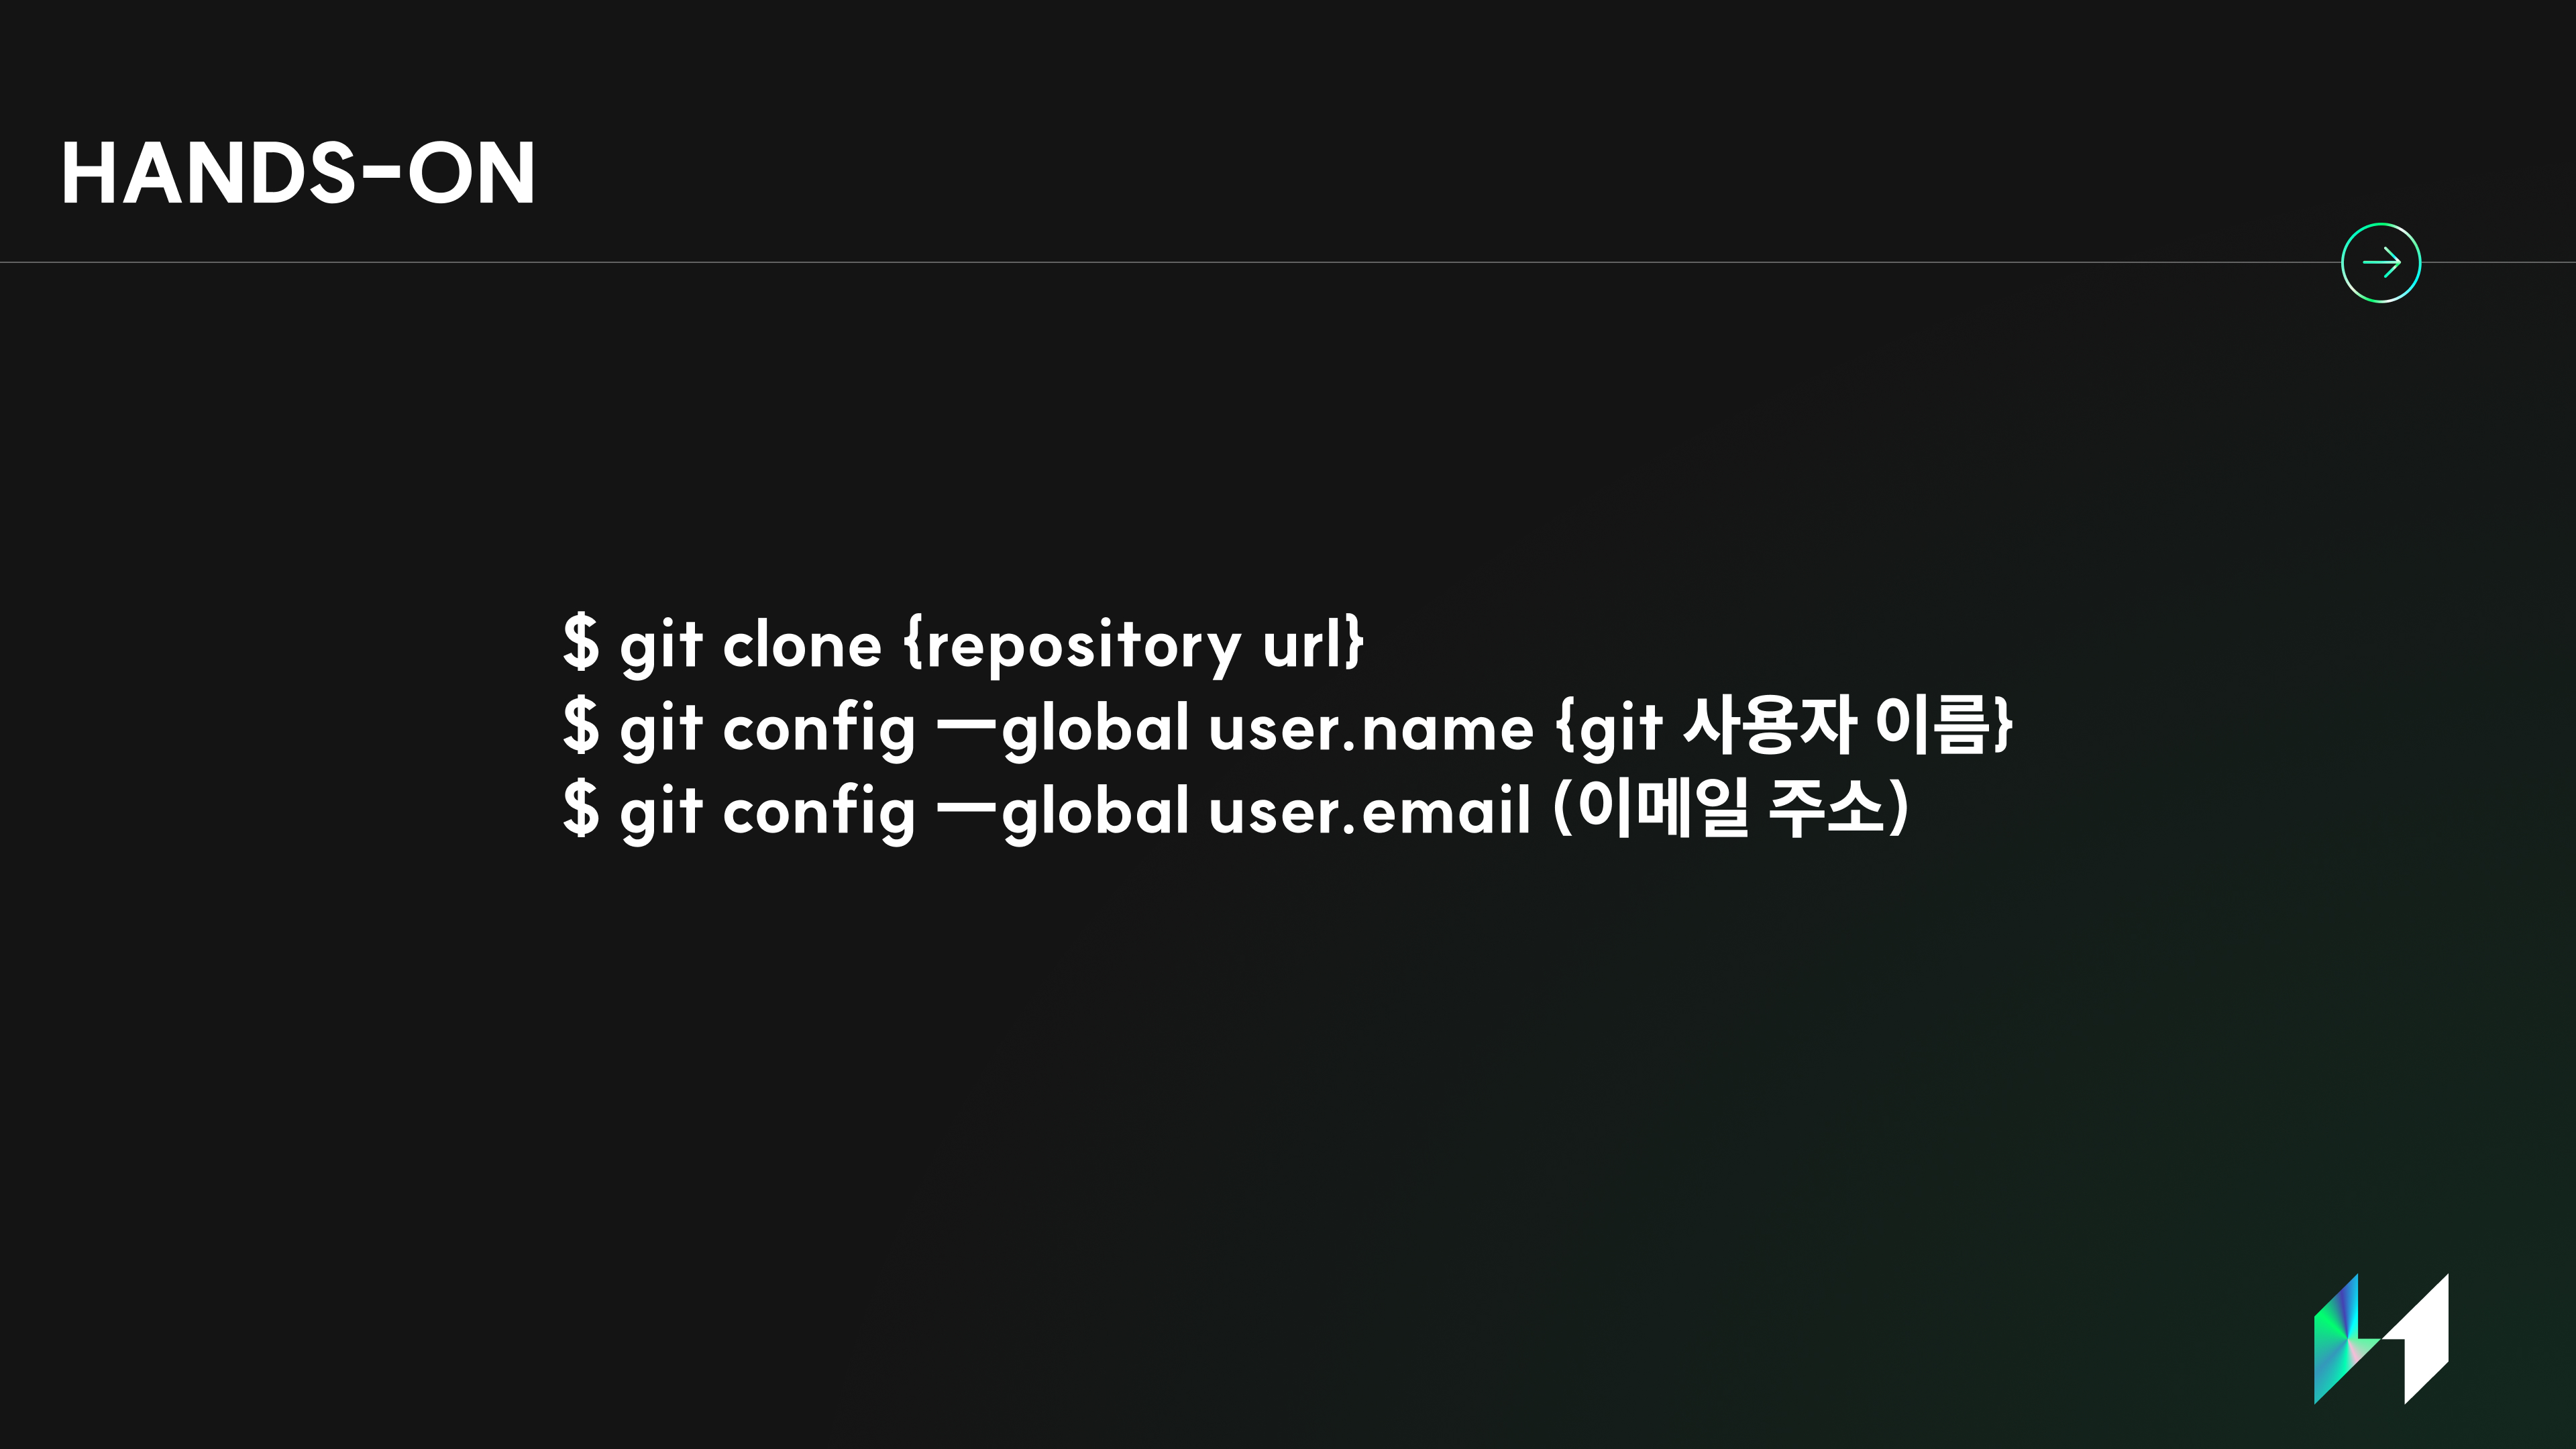 HANDS-ON
$ git clone {repository url}
$ git config —global user.name {git 사용자 이름}
$ git config —global user.email (이메일 주소)